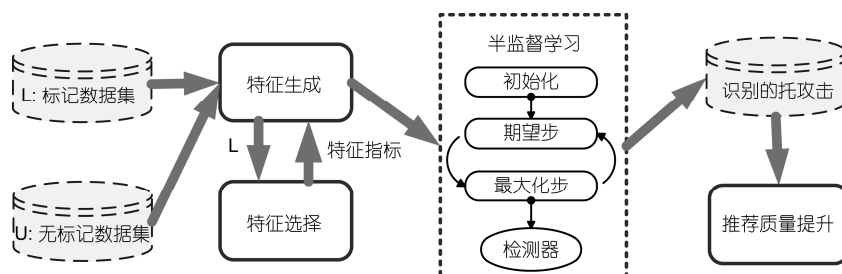 L: 标记数据集
U: 无标记数据集
特征生成
L
特征指标
特征选择
半监督学习
初始化
期望步
最大化步
检测器
识别的托攻击
推荐质量提升